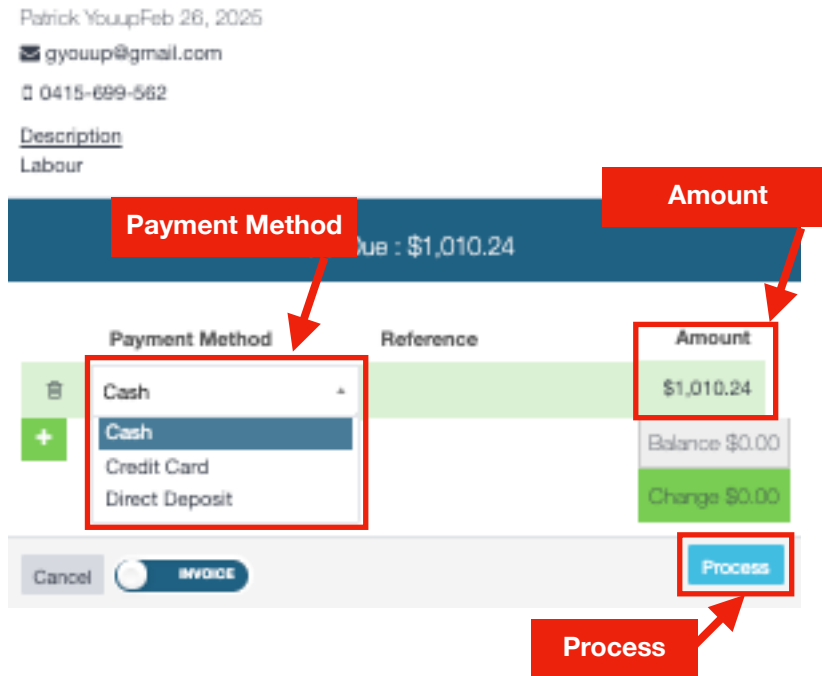 Patrick YouupFeb 26, 2025
gyouup@gmail.com
0415-699-562
Description
Labour
Amount
Payment Method
Due : $1,010.24
Payment Method Reference Amount
Cash $1,010.24
Cash
Balance $0.00
Credit Card
Direct Deposit
Change $0.00
Cancel INVOICE Process
Process